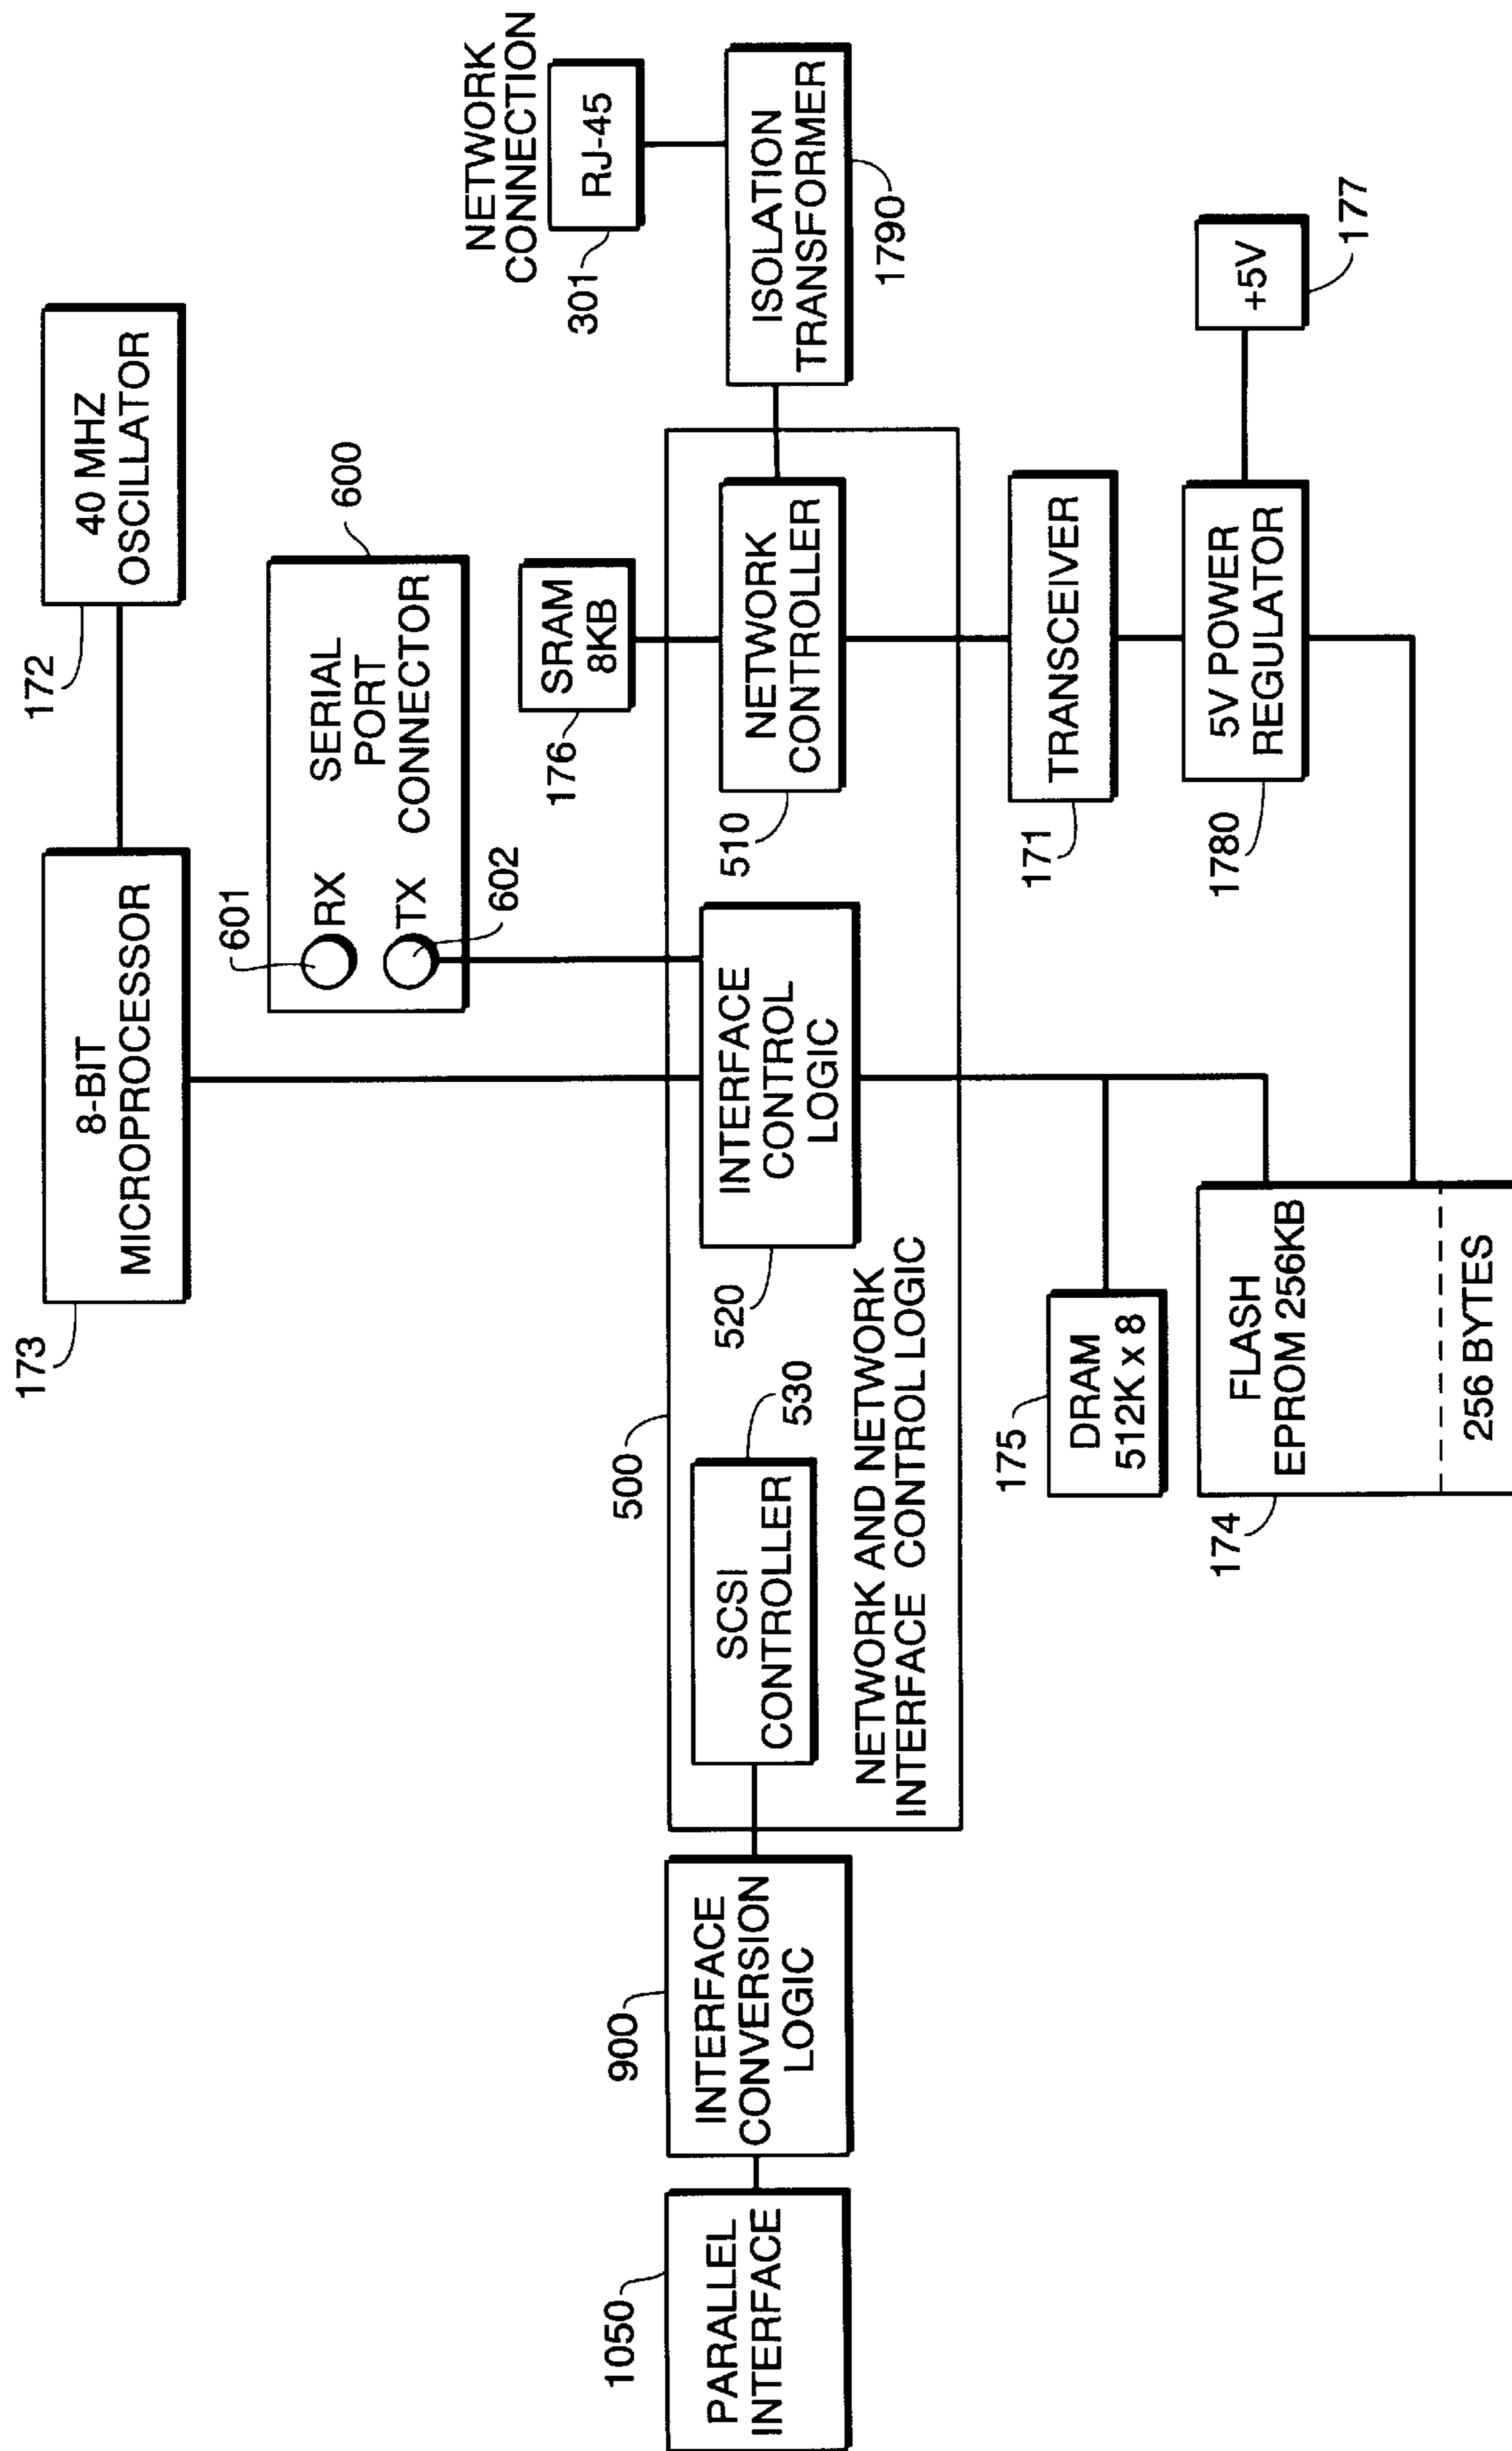 173
8-BIT
MICROPROCESSOR
172
40 MHZ
OSCILLATOR
601
RX
TX
602
SERIAL
PORT
CONNECTOR
600
NETWORK
CONNECTION
RJ-45
301
1050
PARALLEL
INTERFACE
900
INTERFACE
CONVERSION
LOGIC
500
SCSI
CONTROLLER
530
520
INTERFACE
CONTROL
LOGIC
176
SRAM
8KB
510
NETWORK
CONTROLLER
NETWORK AND NETWORK
INTERFACE CONTROL LOGIC
ISOLATION
TRANSFORMER
1790
175
DRAM
512K x 8
171
TRANSCEIVER
174
FLASH
EPROM 256KB
256 BYTES
1780
5V POWER
REGULATOR
+5V
177